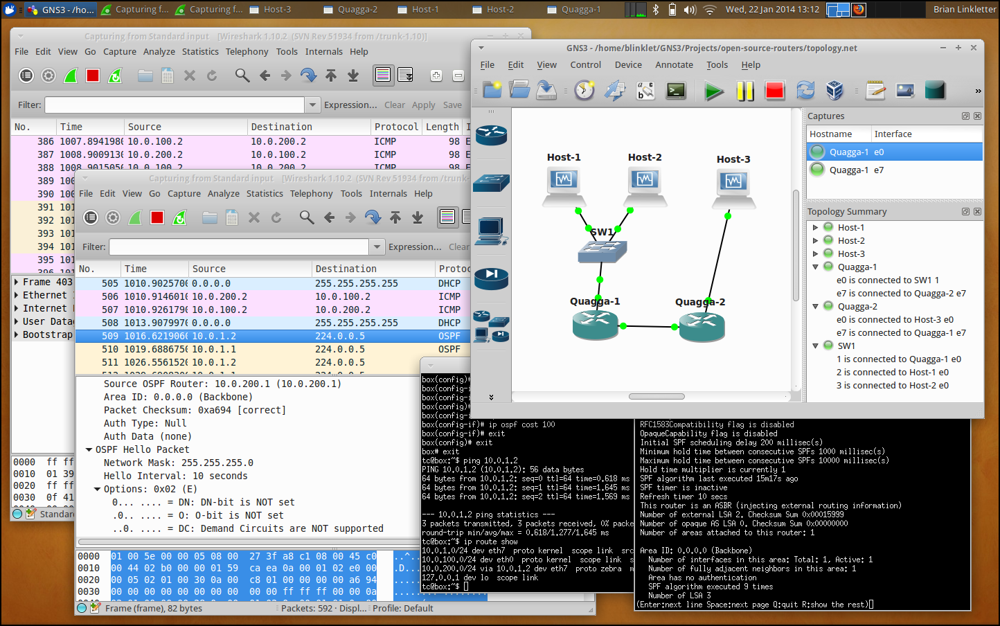 GNS3 - /ho...
Capturing f...
Capturing f...
Host-3
Quagga-2
Host-1
Host-2
Quagga-1
Wed, 22 Jan 2014 13:12
Brian Linkletter
Capturing from Standard input [Wireshark 1.10.2 (SVN Rev 51934 from /trunk-1.10)]
File Edit View Go Capture Analyze Statistics Telephony Tools Internals Help
Filter:
Expression... Clear Apply Save
No. Time Source Destination Protocol Length
386 1007.894198 10.0.100.2 10.0.200.2 ICMP 98 E
387 1008.900913 10.0.200.2 10.0.100.2 ICMP 98 E
388 1008.901505 10.0.100.2 10.0.200.2 ICMP 98 E
389 100
390 100
391 101
392 101
393 101
394 101
395 101
Frame 403
Ethernet
Internet
User Datag
Bootstrap
0000 ff ff
0010 01 39
0020 ff ff
0030 0f 41
Standard
Capturing from Standard input [Wireshark 1.10.2 (SVN Rev 51934 from /trunk-
File Edit View Go Capture Analyze Statistics Telephony Tools Internals Help
Filter:
Expression... Clear
No. Time Source Destination Protoc
505 1010.902570 0.0.0.0 255.255.255.255 DHCP
506 1010.914601 10.0.200.2 10.0.100.2 ICMP
507 1010.926179 10.0.100.2 10.0.200.2 ICMP
508 1013.907997 0.0.0.0 255.255.255.255 DHCP
509 1016.621906 10.0.1.2 224.0.0.5 OSPF
510 1019.688675 10.0.1.1 224.0.0.5 OSPF
511 1026.556152 10.0.1.2 224.0.0.5
Source OSPF Router: 10.0.200.1 (10.0.200.1)
Area ID: 0.0.0.0 (Backbone)
Packet Checksum: 0xa694 [correct]
Auth Type: Null
Auth Data (none)
OSPF Hello Packet
Network Mask: 255.255.255.0
Hello Interval: 10 seconds
Options: 0x02 (E)
0... .... = DN: DN-bit is NOT set
.0.. .... = O: O-bit is NOT set
..0. .... = DC: Demand Circuits are NOT supported
0000 01 00 5e 00 00 05 08 00 27 3f a8 c1 08 00 45 c0 ..^.
0010 00 44 02 b0 00 00 01 59 ca ea 0a 00 01 02 e0 00 .D...
0020 00 05 02 01 00 30 0a 00 c8 01 00 00 00 00 a6 94
0030 00 00 00 00 00 00 00 00 00 00 ff ff ff 00 00 0a
Frame (frame), 82 bytes
Packets: 592 · Displ...
Profile: Default
box(config)#
box(config-if
box(config-if
box(config)#
box(config-if)# ip ospf cost 100
box(config-if)# exit
box(config)# exit
box# exit
tc@box:~$ ping 10.0.1.2
PING 10.0.1.2 (10.0.1.2): 56 data bytes
64 bytes from 10.0.1.2: seq=0 ttl=64 time=0.618 ms
64 bytes from 10.0.1.2: seq=1 ttl=64 time=1.645 ms
64 bytes from 10.0.1.2: seq=2 ttl=64 time=1.569 ms
--- 10.0.1.2 ping statistics ---
3 packets transmitted, 3 packets received, 0% packe
round-trip min/avg/max = 0.618/1.277/1.645 ms
tc@box:~$ ip route show
10.0.1.0/24 dev eth7 proto kernel scope link src
10.0.100.0/24 dev eth0 proto kernel scope link s
10.0.200.0/24 via 10.0.1.2 dev eth7 proto zebra m
127.0.0.1 dev lo scope link
tc@box:~$
GNS3 - /home/blinklet/GNS3/Projects/open-source-routers/topology.net
File Edit View Control Device Annotate Tools Help
Host-1
Host-2
Host-3
SW1
Quagga-1
Quagga-2
Captures
Hostname Interface
Quagga-1 e0
Quagga-1 e7
Topology Summary
Host-1
Host-2
Host-3
Quagga-1
e0 is connected to SW1 1
e7 is connected to Quagga-2 e7
Quagga-2
e0 is connected to Host-3 e0
e7 is connected to Quagga-1 e7
SW1
1 is connected to Quagga-1 e0
2 is connected to Host-1 e0
3 is connected to Host-2 e0
RFC1583Compatibility flag is disabled
OpaqueCapability flag is disabled
Initial SPF scheduling delay 200 millisec(s)
Minimum hold time between consecutive SPFs 1000 millisec(s)
Maximum hold time between consecutive SPFs 10000 millisec(s)
Hold time multiplier is currently 1
SPF algorithm last executed 15m17s ago
SPF timer is inactive
Refresh timer 10 secs
This router is an ASBR (injecting external routing information)
Number of external LSA 2. Checksum Sum 0x00015999
Number of opaque AS LSA 0. Checksum Sum 0x00000000
Number of areas attached to this router: 1
Area ID: 0.0.0.0 (Backbone)
Number of interfaces in this area: Total: 1, Active: 1
Number of fully adjacent neighbors in this area: 1
Area has no authentication
SPF algorithm executed 9 times
Number of LSA 3
(Enter:next line Space:next page Q:quit R:show the rest)